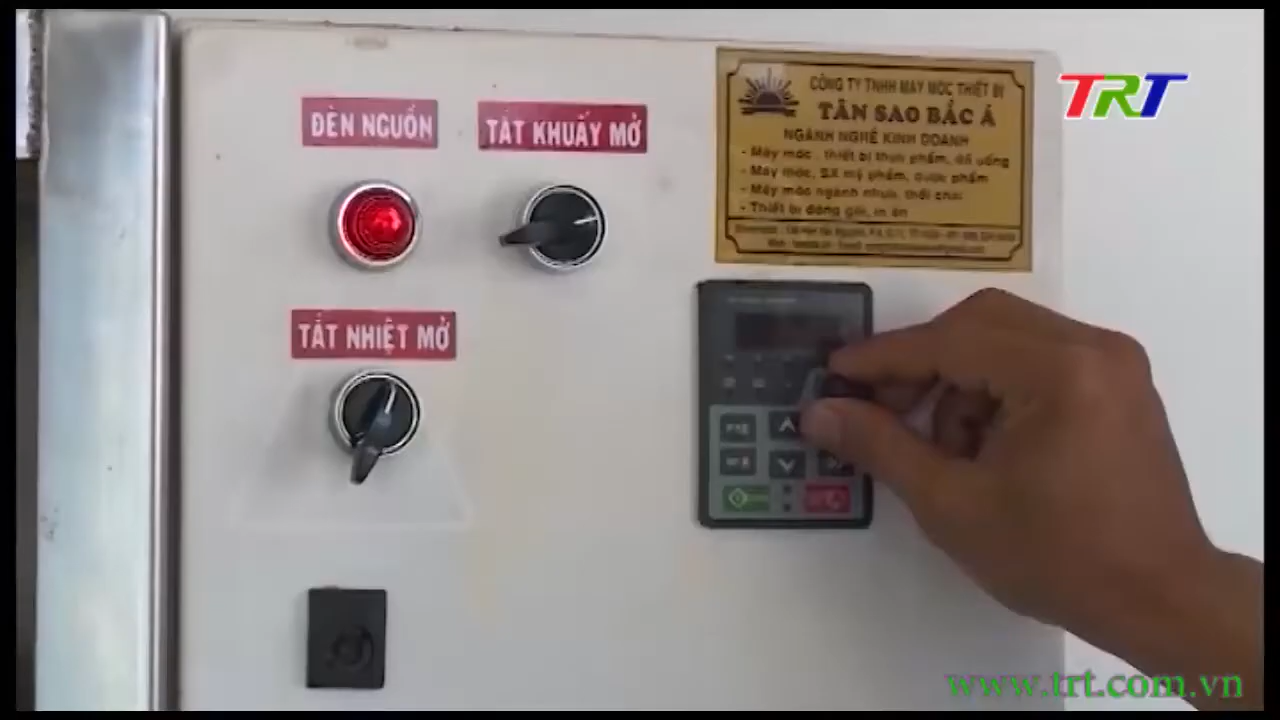 ĐÈN NGUỒN
TẮT KHUẤY MỞ
CÔNG TY TNHH MÁY MÓC THIẾT BỊ
TÂN SAO BẮC Á
NGÀNH NGHỀ KINH DOANH
- Máy móc, thiết bị thực phẩm, đồ uống
- Máy móc, SX mỹ phẩm, dược phẩm
- Máy móc ngành nhựa, thổi chai
- Thiết bị đóng gói, in ấn
TRT
TẮT NHIỆT MỞ
www.trt.com.vn